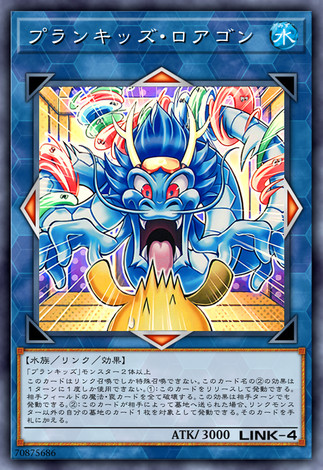 プランキッズ・ロアゴン
水
【水族／リンク／効果】
「プランキッズ」モンスター２体以上
このカードはリンク召喚でしか特殊召喚できない。このカード名の②の効果は
１ターンに１度しか使用できない。①：このカードをリリースして発動できる。
相手フィールドの魔法・罠カードを全て破壊する。この効果は相手ターンでも
発動できる。②：このカードが相手によって墓地へ送られた場合、リンクモンス
ター以外の自分の墓地のカード１枚を対象として発動できる。そのカードを手
札に加える。
ATK/ 3000 LINK-4
70875686